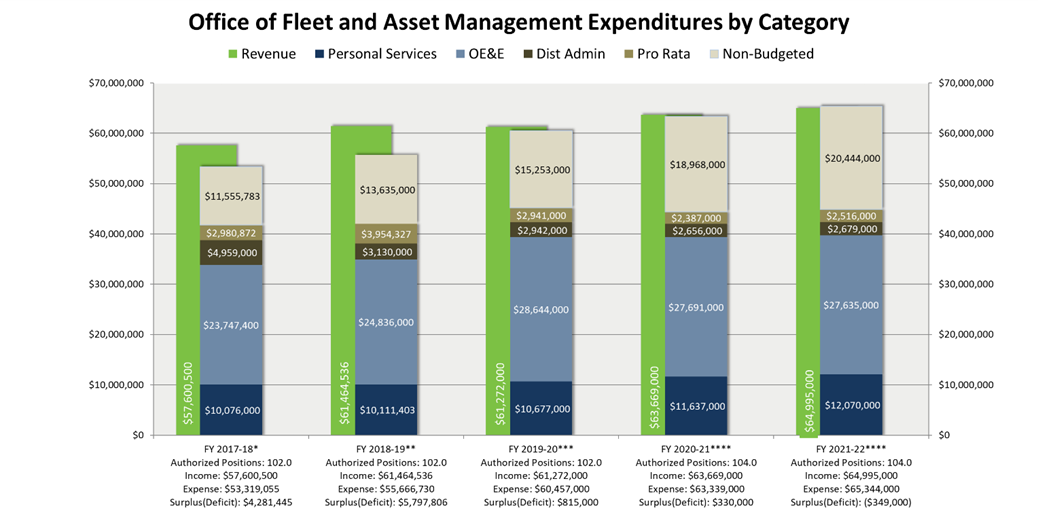 Office of Fleet and Asset Management Expenditures by Category
Revenue Personal Services OE&E Dist Admin Pro Rata Non-Budgeted
$70,000,000 $70,000,000
$60,000,000 $60,000,000
$50,000,000 $50,000,000
$40,000,000 $40,000,000
$30,000,000 $30,000,000
$20,000,000 $20,000,000
$10,000,000 $10,000,000
$0 $0
$57,600,500
$11,555,783
$2,980,872
$4,959,000
$23,747,400
$10,076,000
$61,464,536
$13,635,000
$3,954,327
$3,130,000
$24,836,000
$10,111,403
$61,272,000
$15,253,000
$2,941,000
$2,942,000
$28,644,000
$10,677,000
$63,669,000
$18,968,000
$2,387,000
$2,656,000
$27,691,000
$11,637,000
$64,995,000
$20,444,000
$2,516,000
$2,679,000
$27,635,000
$12,070,000
FY 2017-18*
Authorized Positions: 102.0
Income: $57,600,500
Expense: $53,319,055
Surplus(Deficit): $4,281,445
FY 2018-19**
Authorized Positions: 102.0
Income: $61,464,536
Expense: $55,666,730
Surplus(Deficit): $5,797,806
FY 2019-20***
Authorized Positions: 102.0
Income: $61,272,000
Expense: $60,457,000
Surplus(Deficit): $815,000
FY 2020-21****
Authorized Positions: 104.0
Income: $63,669,000
Expense: $63,339,000
Surplus(Deficit): $330,000
FY 2021-22****
Authorized Positions: 104.0
Income: $64,995,000
Expense: $65,344,000
Surplus(Deficit): ($349,000)